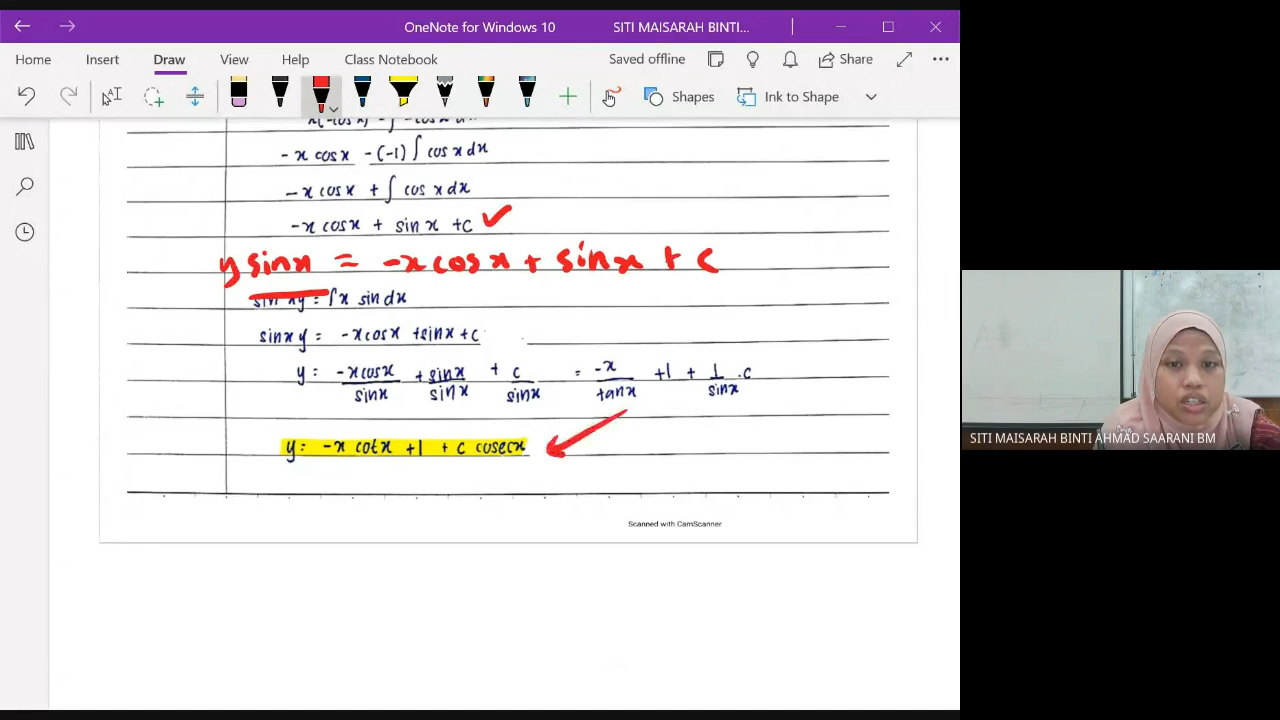 OneNote for Windows 10
SITI MAISARAH BINTI...
Home Insert Draw View Help Class Notebook
Saved offline Share
Shapes Ink to Shape
- x cos x - (-1) ∫ cos x dx
- x cos x + ∫ cos x dx
-x cos x + sin x + c ✓
y sin x = -x cos x + sin x + c
sin xy = ∫ x sin dx
sin x y = -x cos x + sin x + c
y = -x cos x / sin x + sin x / sin x + c / sin x = -x / tan x + 1 + 1 / sin x . c
y = -x cot x + 1 + c cosec x
Scanned with CamScanner
SITI MAISARAH BINTI AHMAD SAARANI BM